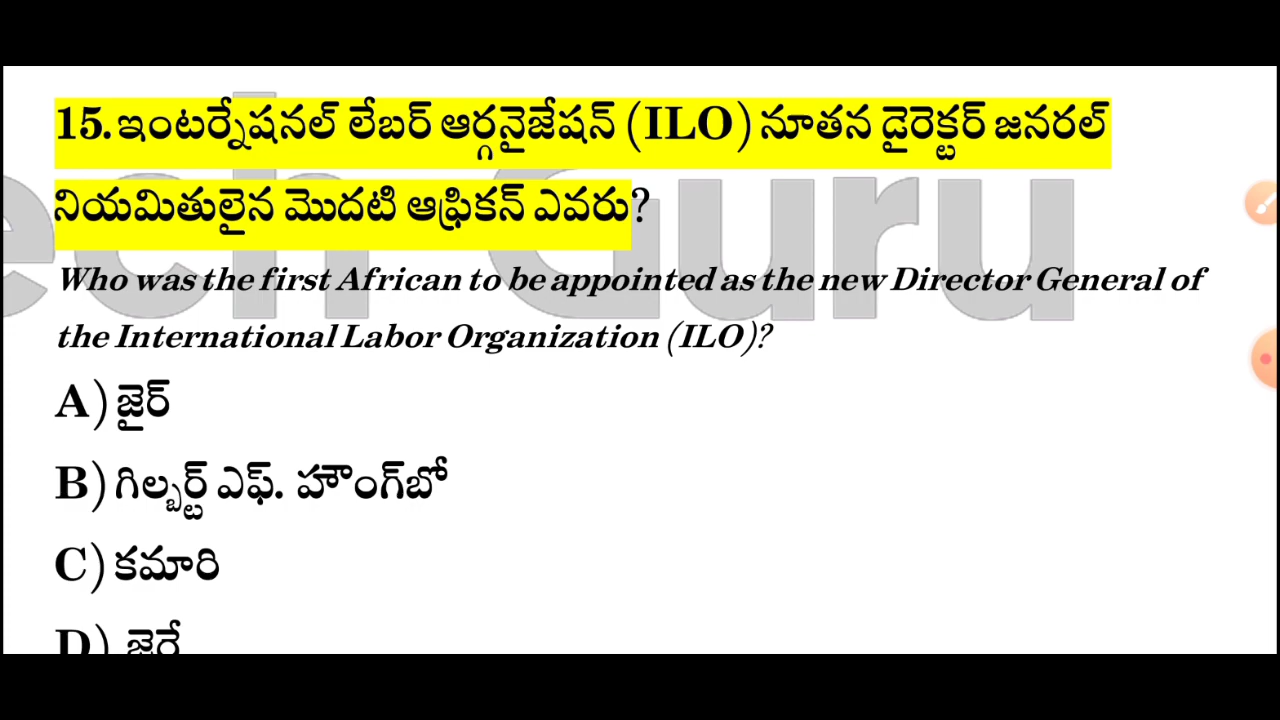 15. ఇంటర్నేషనల్ లేబర్ ఆర్గనైజేషన్ (ILO) నూతన డైరెక్టర్ జనరల్
నియమితులైన మొదటి ఆఫ్రికన్ ఎవరు?
Who was the first African to be appointed as the new Director General of
the International Labor Organization (ILO)?
A) జైర్
B) గిల్బర్ట్ ఎఫ్. హౌంగ్‌బో
C) కమారి
D) జైరే
ech Guru